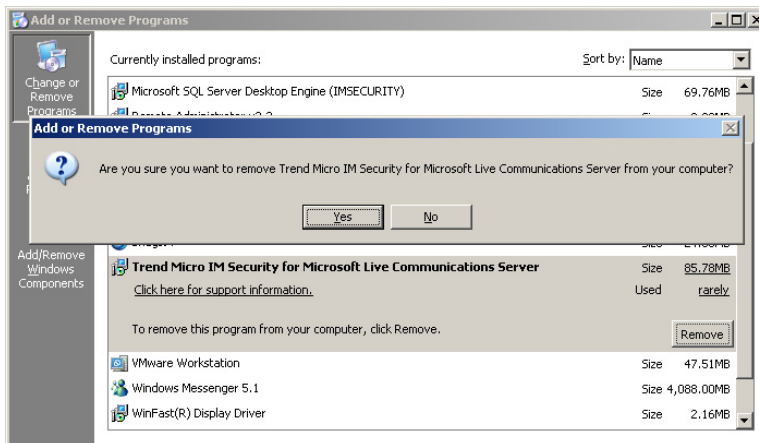 Add or Remove Programs
Change or
Remove
Programs
Currently installed programs:
Sort by: Name
Microsoft SQL Server Desktop Engine (IMSECURITY) Size 69.76MB
Add or Remove Programs
Are you sure you want to remove Trend Micro IM Security for Microsoft Live Communications Server from your computer?
Yes No
Add/Remove
Windows
Components
Trend Micro IM Security for Microsoft Live Communications Server Size 85.78MB
Click here for support information. Used rarely
To remove this program from your computer, click Remove.
Remove
VMware Workstation Size 47.51MB
Windows Messenger 5.1 Size 4,088.00MB
WinFast(R) Display Driver Size 2.16MB